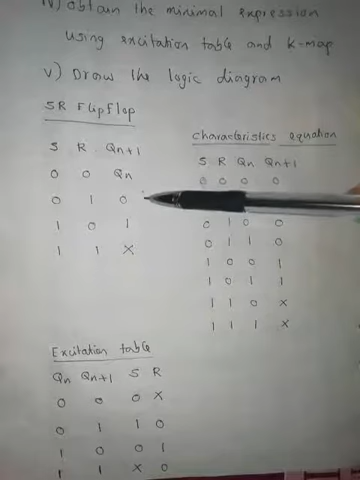 iv) obtain the minimal expression
using excitation table and k-map
v) Draw the logic diagram
SR FlipFlop
S R Qn+1
0 0 Qn
0 1 0
1 0 1
1 1 X
Characteristics equation
S R Qn Qn+1
0 0 0 0
0 1 0 0
0 1 1 0
1 0 0 1
1 0 1 1
1 1 0 X
1 1 1 X
Excitation table
Qn Qn+1 S R
0 0 0 X
0 1 1 0
1 0 0 1
1 1 X 0